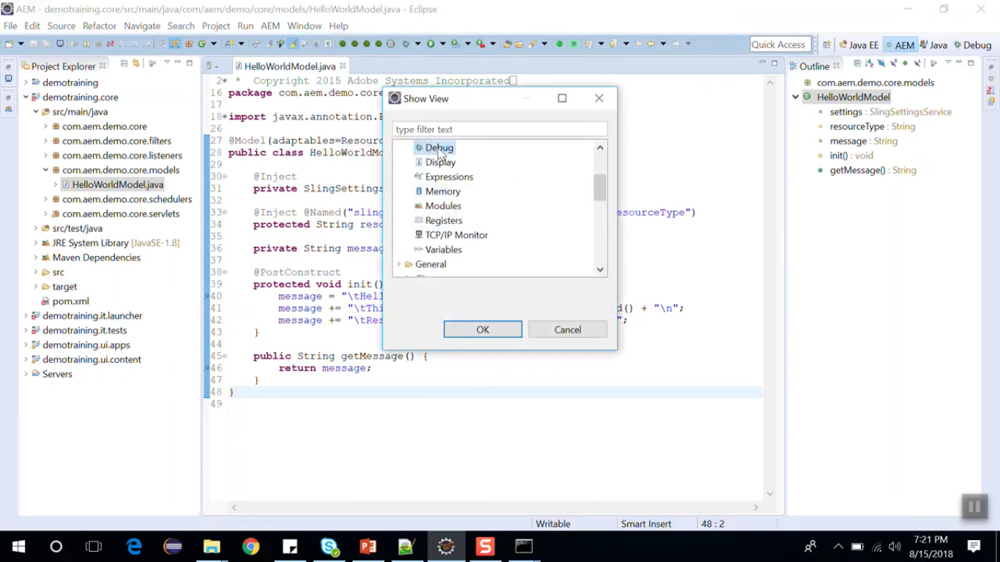 AEM - demotraining.core/src/main/java/com/aem/demo/core/models/HelloWorldModel.java - Eclipse
File Edit Source Refactor Navigate Search Project Run AEM Window Help
Quick Access Java EE AEM Java Debug
Project Explorer
demotraining
demotraining.core
src/main/java
com.aem.demo.core
com.aem.demo.core.filters
com.aem.demo.core.listeners
com.aem.demo.core.models
HelloWorldModel.java
com.aem.demo.core.schedulers
com.aem.demo.core.servlets
src/test/java
JRE System Library [JavaSE-1.8]
Maven Dependencies
src
target
pom.xml
demotraining.it.launcher
demotraining.it.tests
demotraining.ui.apps
demotraining.ui.content
Servers
HelloWorldModel.java
2 * Copyright 2015 Adobe Systems Incorporated
16 package com.aem.demo.core
17
18 import javax.annotation.
26
27 @Model(adaptables=Resourc
28 public class HelloWorldM
29
30 @Inject
31 private SlingSettings
32
33 @Inject @Named("sling esourceType")
34 protected String reso
35
36 private String messag
37
38 @PostConstruct
39 protected void init()
40 message = "\tHell
41 message += "\tThi d() + "\n";
42 message += "\tRes ";
43 }
44
45 public String getMessage() {
46 return message;
47 }
48 }
49
Show View
type filter text
Debug
Display
Expressions
Memory
Modules
Registers
TCP/IP Monitor
Variables
General
OK Cancel
Outline
com.aem.demo.core.models
HelloWorldModel
settings : SlingSettingsService
resourceType : String
message : String
init() : void
getMessage() : String
Writable Smart Insert 48 : 2
7:21 PM
8/15/2018